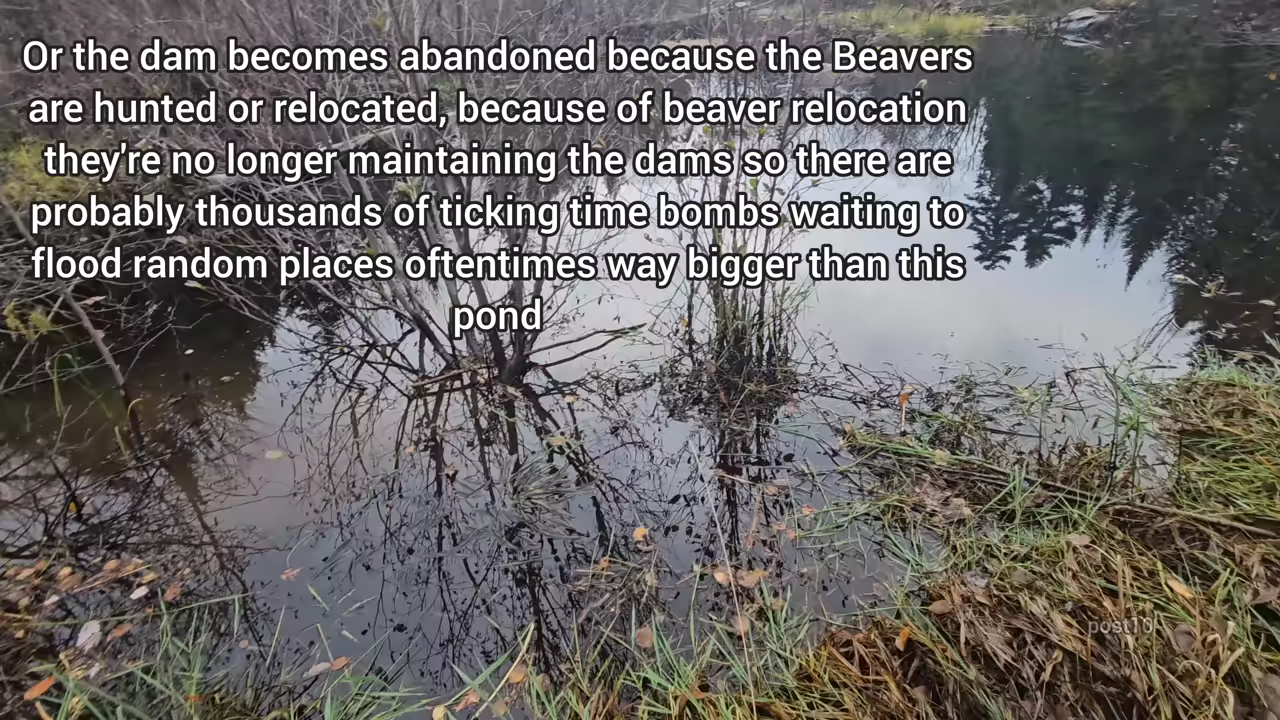 Or the dam becomes abandoned because the Beavers
are hunted or relocated, because of beaver relocation
they're no longer maintaining the dams so there are
probably thousands of ticking time bombs waiting to
flood random places oftentimes way bigger than this
pond
post10